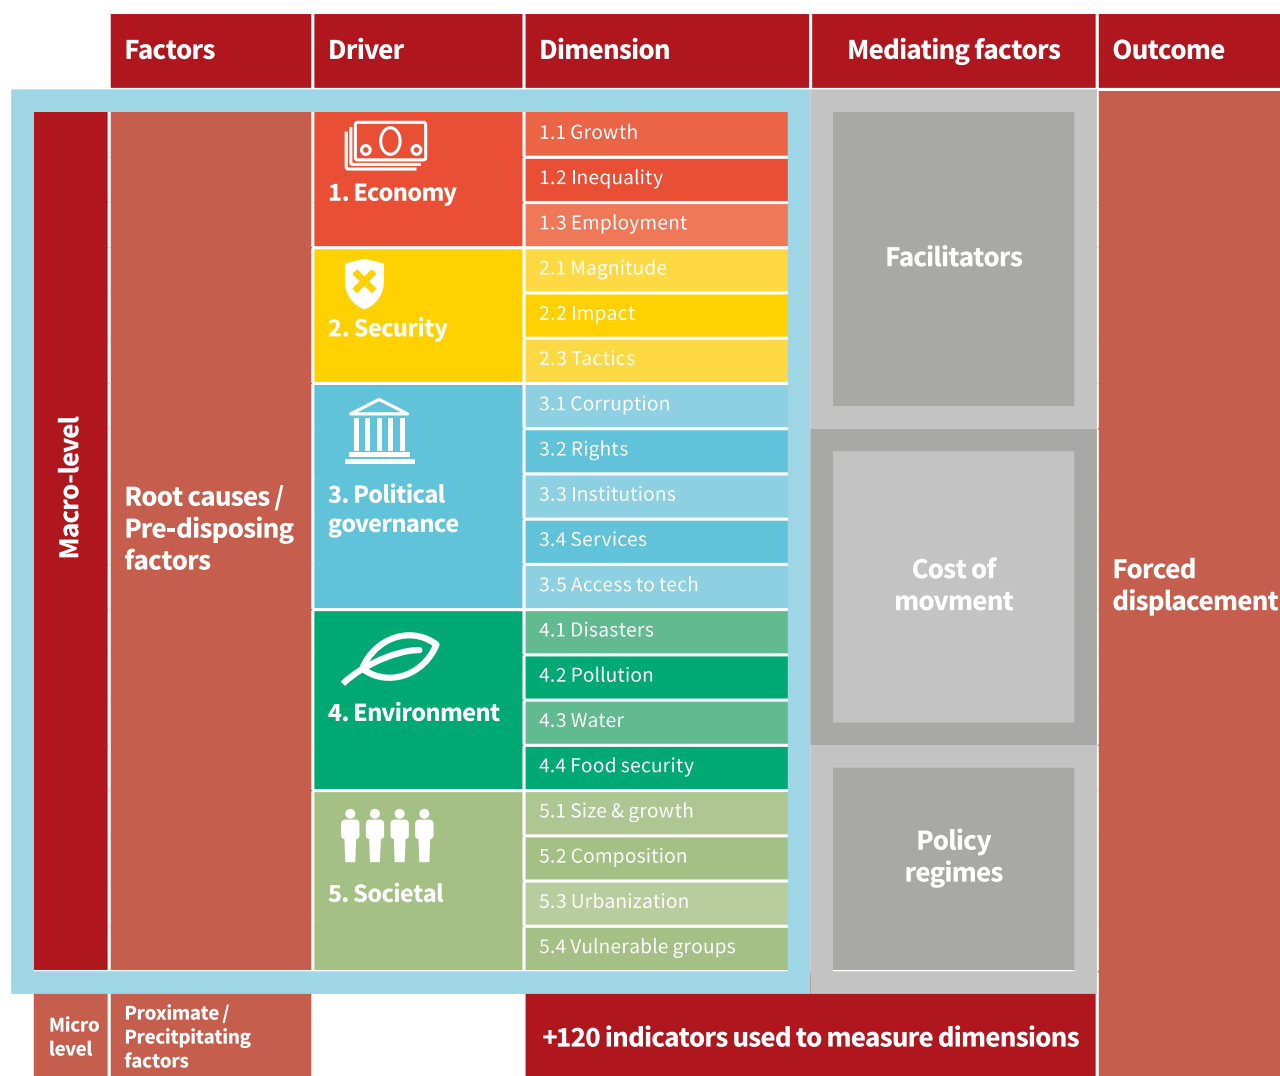 Factors
Driver
Dimension
Mediating factors
Outcome
Macro-level
Root causes /
Pre-disposing
factors
1. Economy
1.1 Growth
1.2 Inequality
1.3 Employment
2. Security
2.1 Magnitude
2.2 Impact
2.3 Tactics
3. Political
governance
3.1 Corruption
3.2 Rights
3.3 Institutions
3.4 Services
3.5 Access to tech
4. Environment
4.1 Disasters
4.2 Pollution
4.3 Water
4.4 Food security
5. Societal
5.1 Size & growth
5.2 Composition
5.3 Urbanization
5.4 Vulnerable groups
Facilitators
Cost of
movment
Policy
regimes
Forced
displacement
Micro
level
Proximate /
Precitpitating
factors
+120 indicators used to measure dimensions